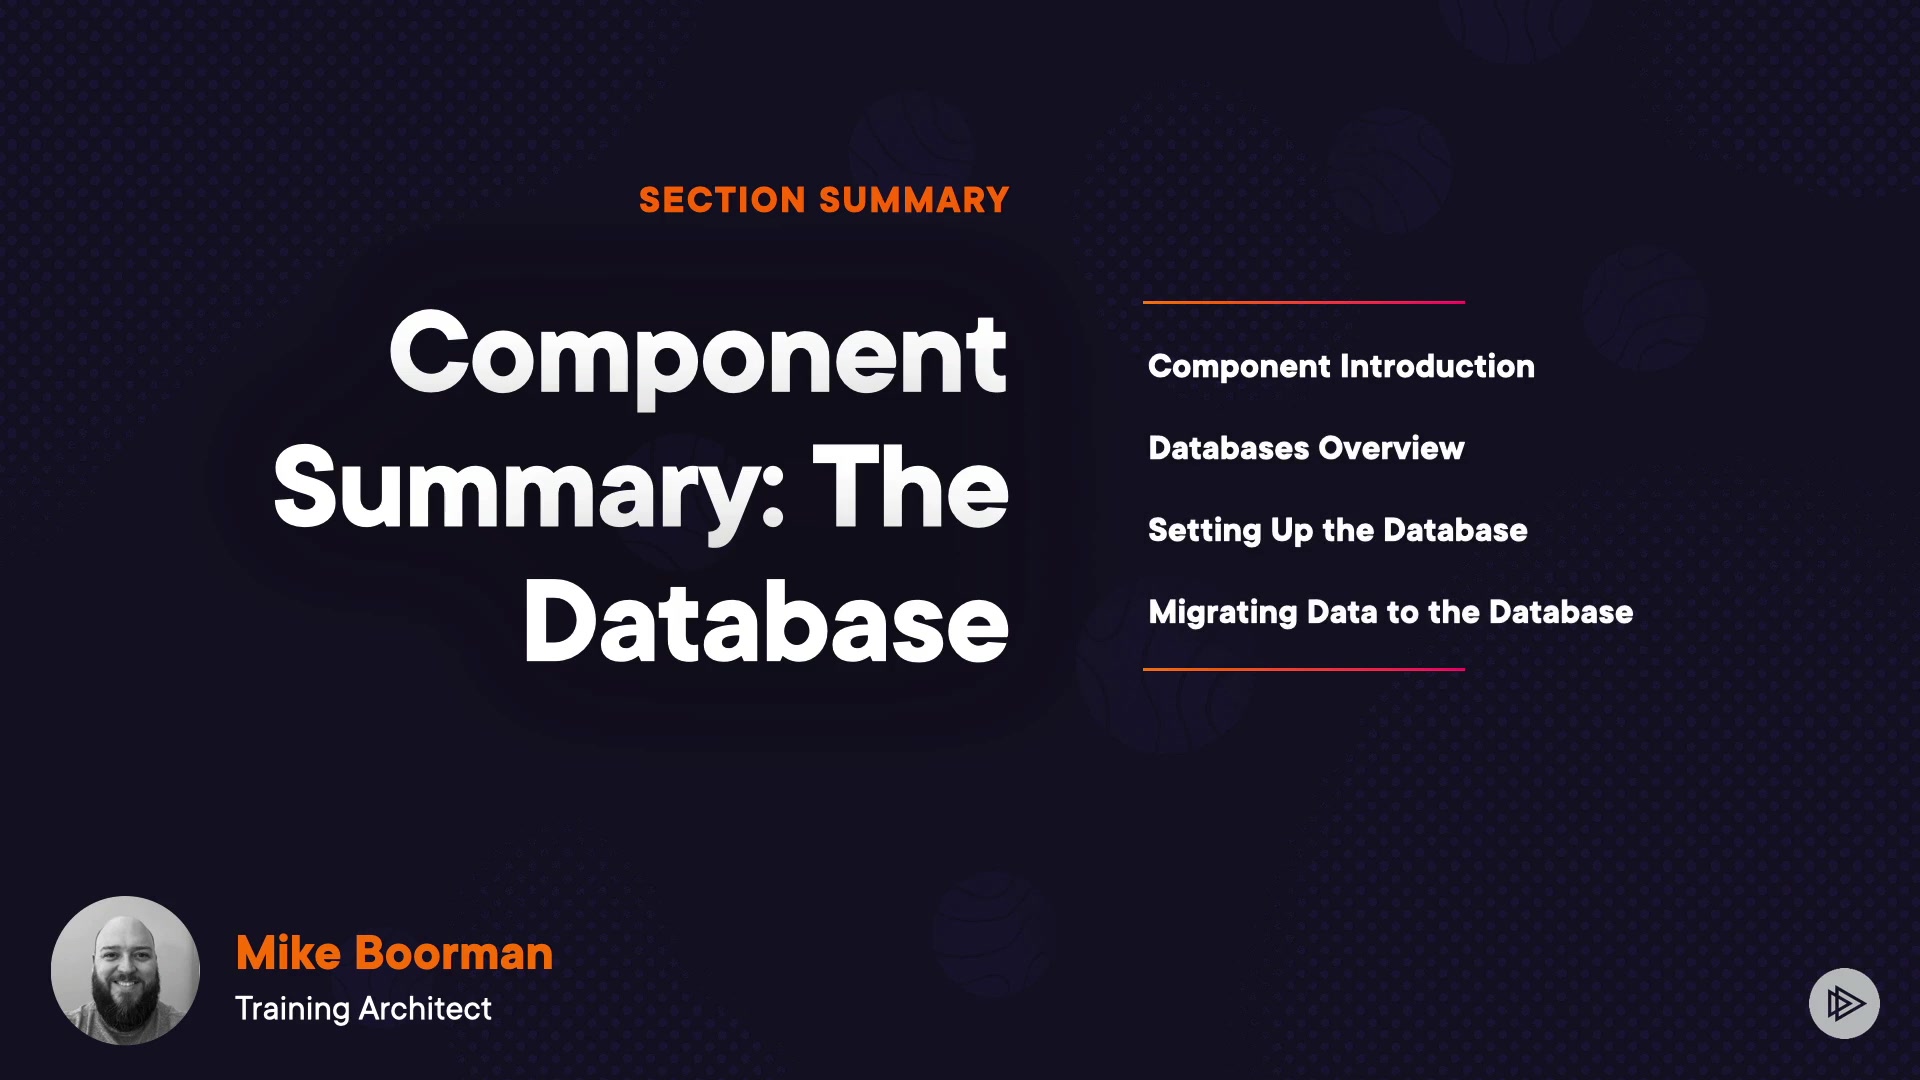 SECTION SUMMARY
Component
Summary: The
Database
Component Introduction
Databases Overview
Setting Up the Database
Migrating Data to the Database
Mike Boorman
Training Architect